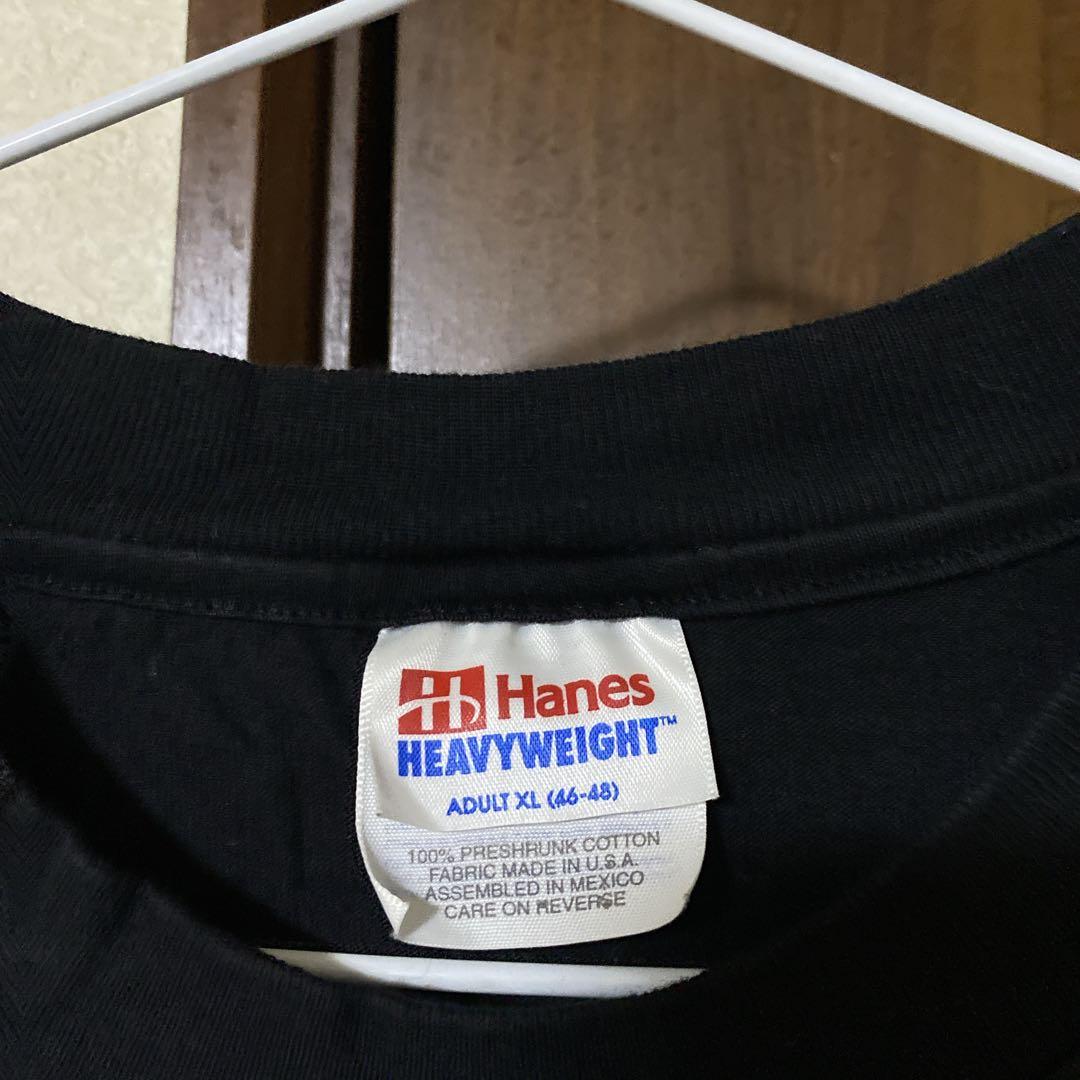 H Hanes
HEAVYWEIGHT™
ADULT XL (46-48)
100% PRESHRUNK COTTON
FABRIC MADE IN U.S.A.
ASSEMBLED IN MEXICO
CARE ON REVERSE